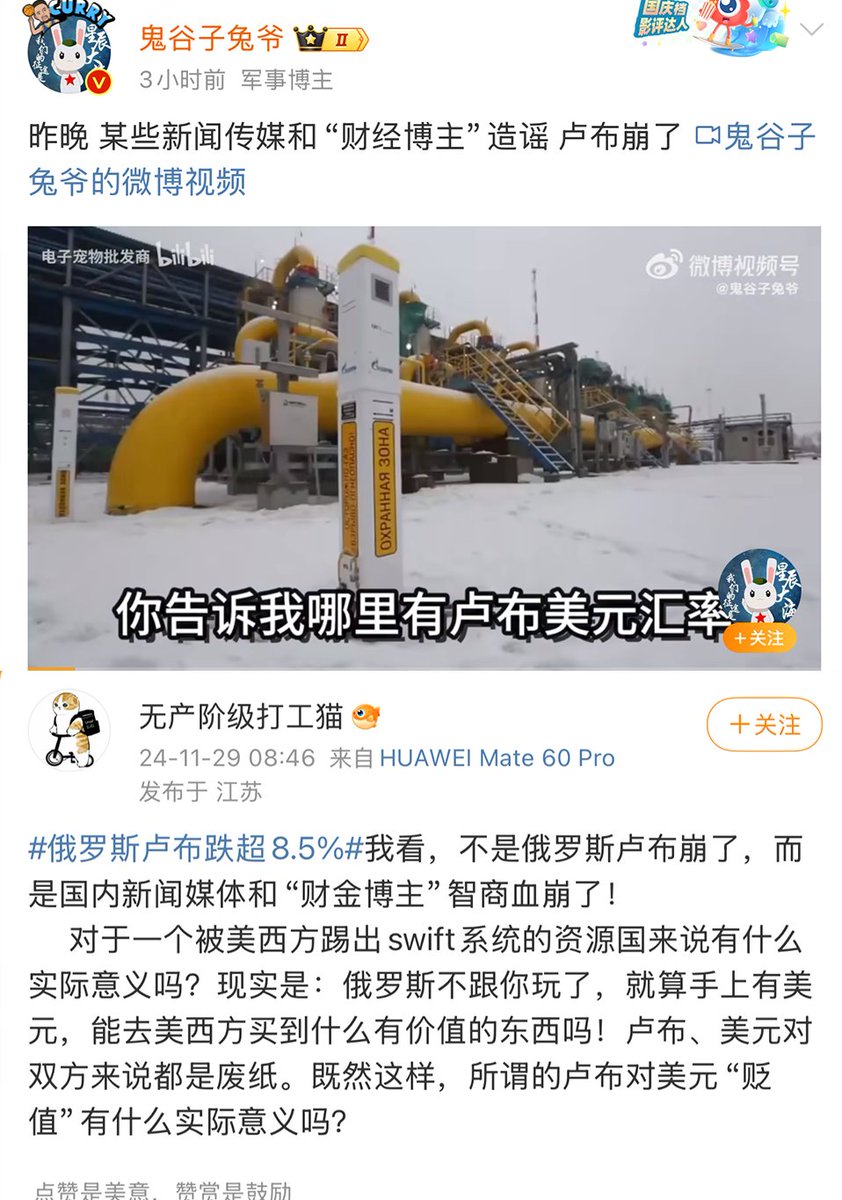 CURRY
鬼谷子兔爷 II
3小时前 军事博主
国庆档
影评达人
昨晚 某些新闻传媒和“财经博主”造谣 卢布崩了 鬼谷子
兔爷的微博视频
电子宠物批发商 bilibili
微博视频号
@鬼谷子兔爷
ОХРАННАЯ ЗОНА
你告诉我哪里有卢布美元汇率
星辰大海
+关注
无产阶级打工猫
+关注
24-11-29 08:46 来自 HUAWEI Mate 60 Pro
发布于 江苏
#俄罗斯卢布跌超8.5%#我看，不是俄罗斯卢布崩了，而
是国内新闻媒体和“财金博主”智商血崩了！
对于一个被美西方踢出swift系统的资源国来说有什么
实际意义吗？现实是：俄罗斯不跟你玩了，就算手上有美
元，能去美西方买到什么有价值的东西吗！卢布、美元对
双方来说都是废纸。既然这样，所谓的卢布对美元“贬
值”有什么实际意义吗？
点赞是美意，赞赏是鼓励